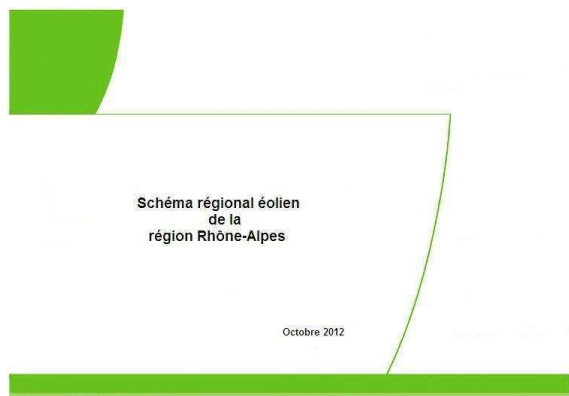 Schéma régional éolien
de la
région Rhône-Alpes
Octobre 2012